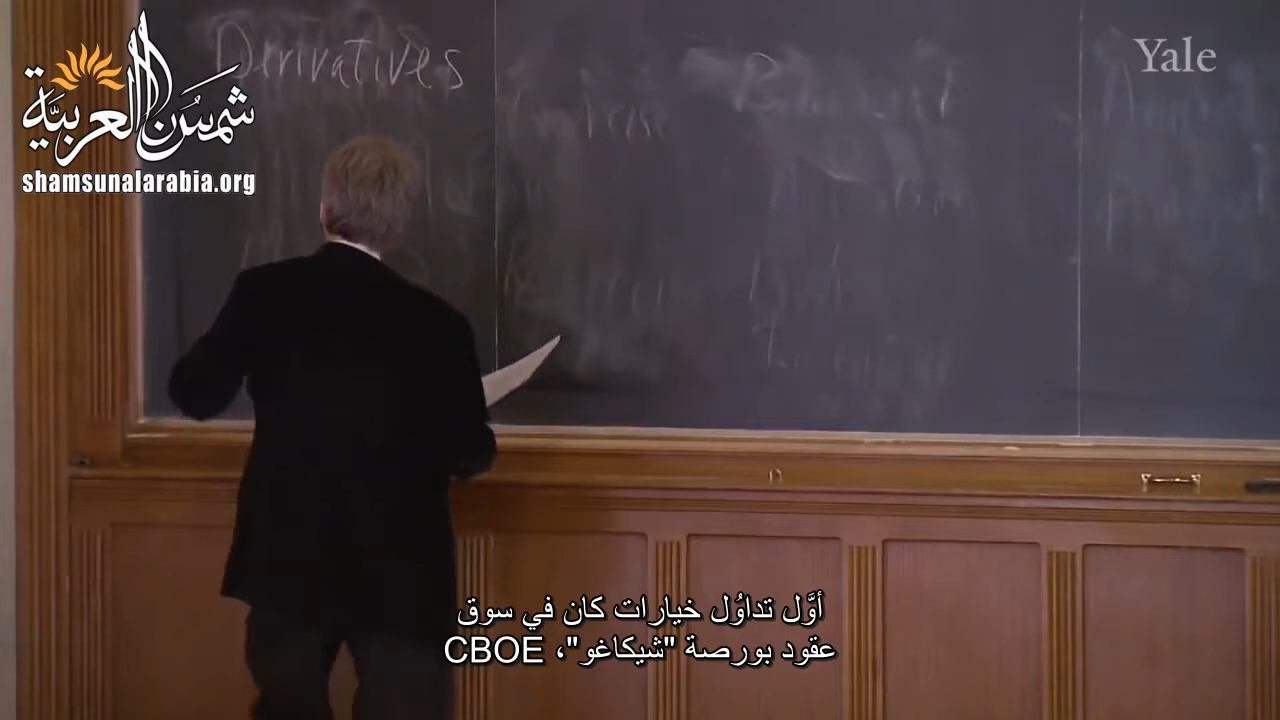 Derivatives
Yale
شمس العربية
shamsunalarabia.org
أوَّل تداوُل خيارات كان في سوق
عقود بورصة "شيكاغو"، CBOE